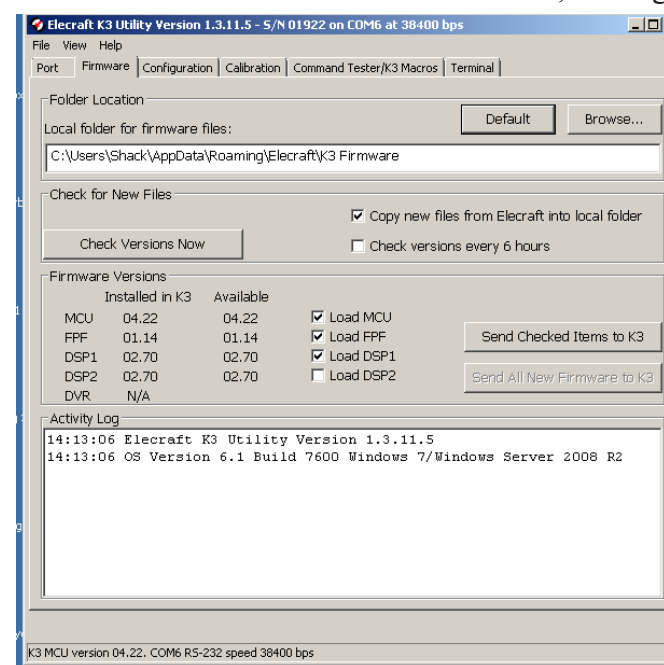 Elecraft K3 Utility Version 1.3.11.5 - S/N 01922 on COM6 at 38400 bps
File View Help
Port Firmware Configuration Calibration Command Tester/K3 Macros Terminal
Folder Location
Default Browse...
Local folder for firmware files:
C:\Users\Shack\AppData\Roaming\Elecraft\K3 Firmware
Check for New Files
Copy new files from Elecraft into local folder
Check Versions Now Check versions every 6 hours
Firmware Versions
Installed in K3 Available
MCU 04.22 04.22 Load MCU
FPF 01.14 01.14 Load FPF Send Checked Items to K3
DSP1 02.70 02.70 Load DSP1
DSP2 02.70 02.70 Load DSP2 Send All New Firmware to K3
DVR N/A
Activity Log
14:13:06 Elecraft K3 Utility Version 1.3.11.5
14:13:06 OS Version 6.1 Build 7600 Windows 7/Windows Server 2008 R2
K3 MCU version 04.22. COM6 RS-232 speed 38400 bps